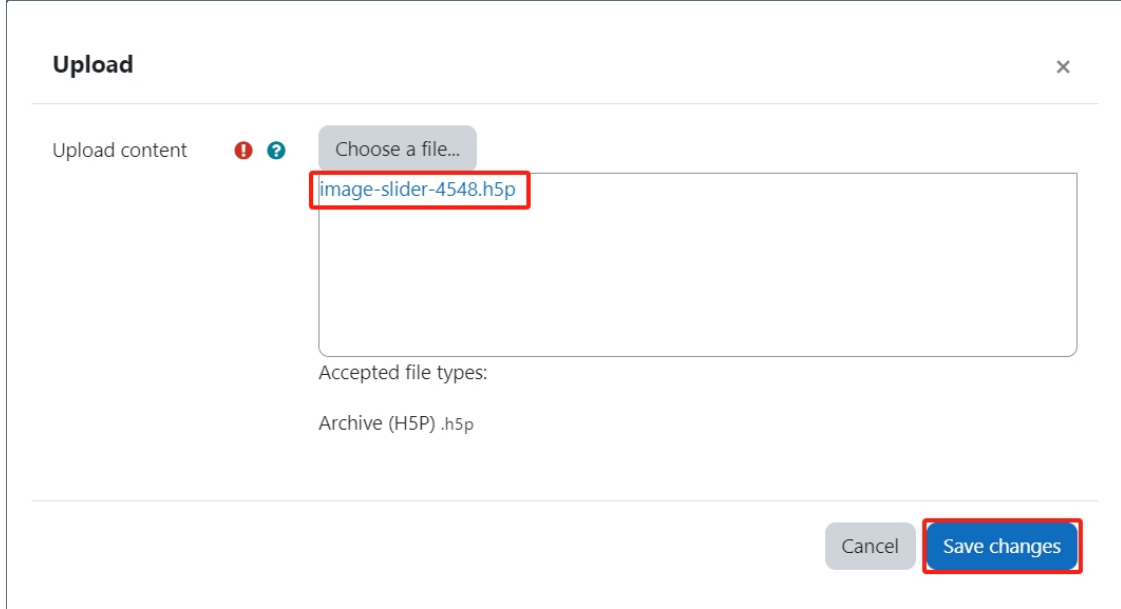 Upload
Upload content
Choose a file...
image-slider-4548.h5p
Accepted file types:
Archive (H5P) .h5p
Cancel
Save changes